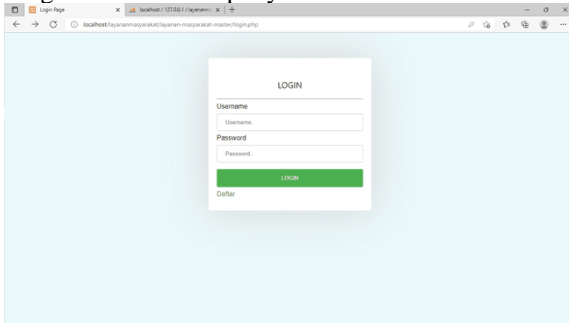 Login Page
localhost / 127.0.0.1 / layananm
localhost/layananmasyarakat/layanan-masyarakat-master/login.php
LOGIN
Username
Username..
Password
Password..
LOGIN
Daftar